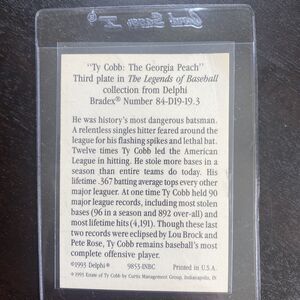 "Ty Cobb: The Georgia Peach"
Third plate in The Legends of Baseball
collection from Delphi
Bradex® Number 84-D19-19.3
He was history's most dangerous batsman.
A relentless singles hitter feared around the
league for his flashing spikes and lethal bat.
Twelve times Ty Cobb led the American
League in hitting. He stole more bases in a
season than entire teams do today. His
lifetime .367 batting average tops every other
major leaguer. At one time Ty Cobb held 90
major league records, including most stolen
bases (96 in a season and 892 over-all) and
most lifetime hits (4,191). Though these last
two records were eclipsed by Lou Brock and
Pete Rose, Ty Cobb remains baseball's most
complete offensive player.
©1993 Delphi® 9853-INBC Printed in U.S.A.
© 1993 Estate of Ty Cobb by Curtis Management Group, Indianapolis, IN